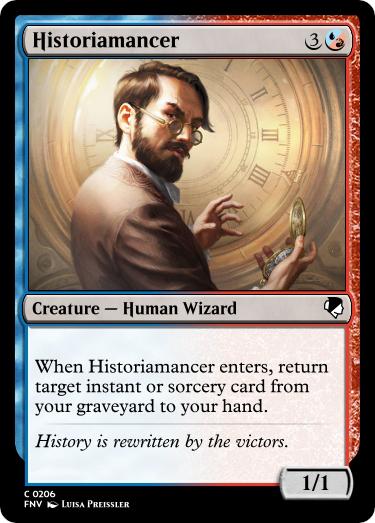 Historiamancer 3
Creature — Human Wizard
When Historiamancer enters, return
target instant or sorcery card from
your graveyard to your hand.
History is rewritten by the victors.
1/1
C 0206
FNV Luisa Preissler